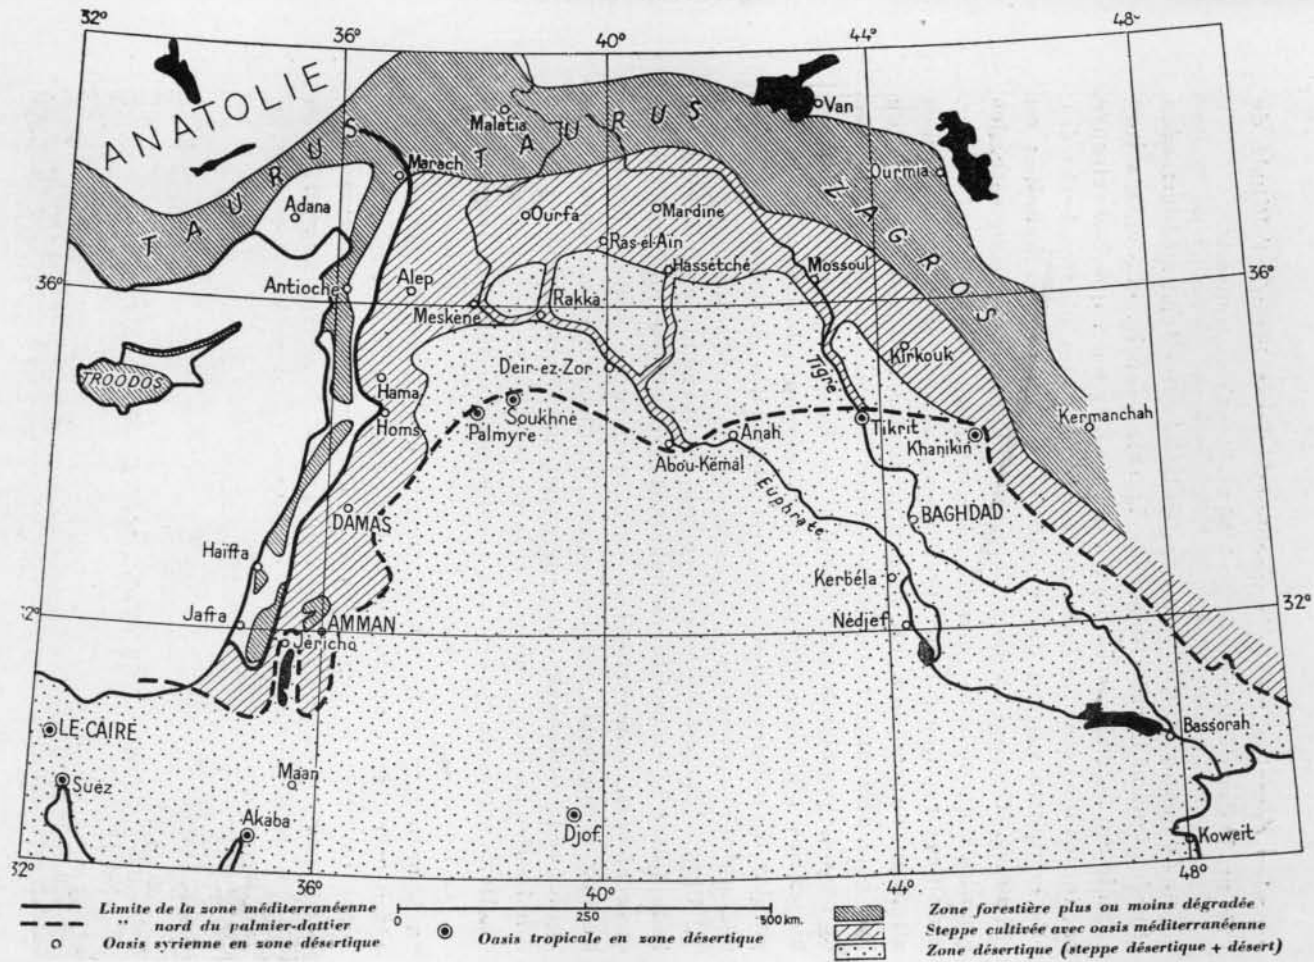 32° 36° 40° 44° 48~
ANATOLIE
Van
Malatia
TAURUS
TAURUS
Marach
Ourmia
ZAGROS
Adana
Ourfa
Mardine
Ras-el-Aïn
Hassétché
Mossoul
36°
36°
Antioche
Alep
Meskène
Rakka
Kirkouk
TROODOS
Deir-ez-Zor
Tigre
Hama
Homs
Soukhné
Palmyre
Anah
Tikrit
Khanikin
Kermanchah
Abou-Kémal
Euphrate
DAMAS
BAGHDAD
Haïffa
Kerbéla
32°
Jaffa
AMMAN
Nédjef
32°
Jéricho
LE CAIRE
Bassorah
Suez
Maan
Akaba
Djof
Koweit
32° 36° 40° 44° 48°
Limite de la zone méditerranéenne
" nord du palmier-dattier
Oasis syrienne en zone désertique
0 250 500 km.
Oasis tropicale en zone désertique
Zone forestière plus ou moins dégradée
Steppe cultivée avec oasis méditerranéenne
Zone désertique (steppe désertique + désert)